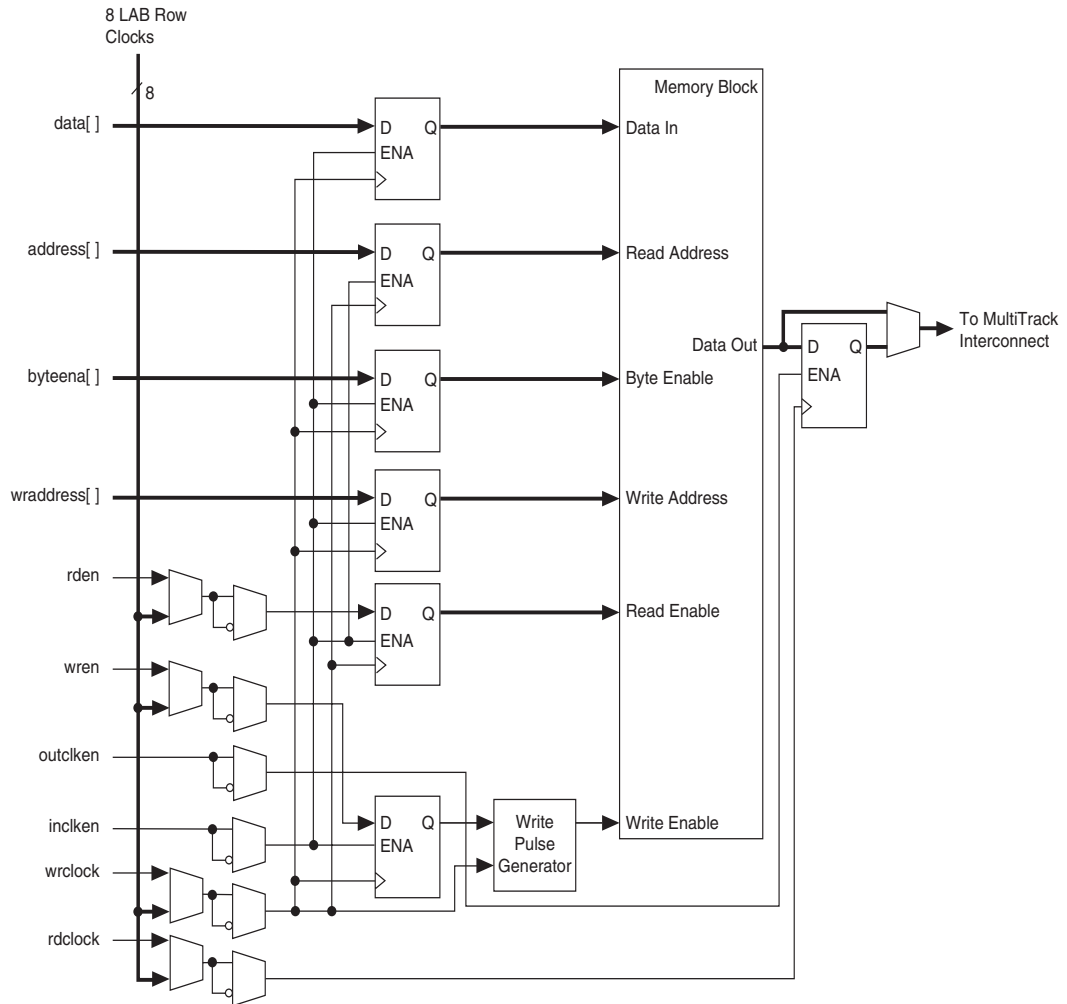 8 LAB Row
Clocks
8
Memory Block
data[ ]
D Q
ENA
Data In
address[ ]
D Q
ENA
Read Address
To MultiTrack
Interconnect
Data Out
D Q
ENA
byteena[ ]
D Q
ENA
Byte Enable
wraddress[ ]
D Q
ENA
Write Address
rden
D Q
ENA
Read Enable
wren
outclken
inclken
D Q
ENA
Write
Pulse
Generator
Write Enable
wrclock
rdclock